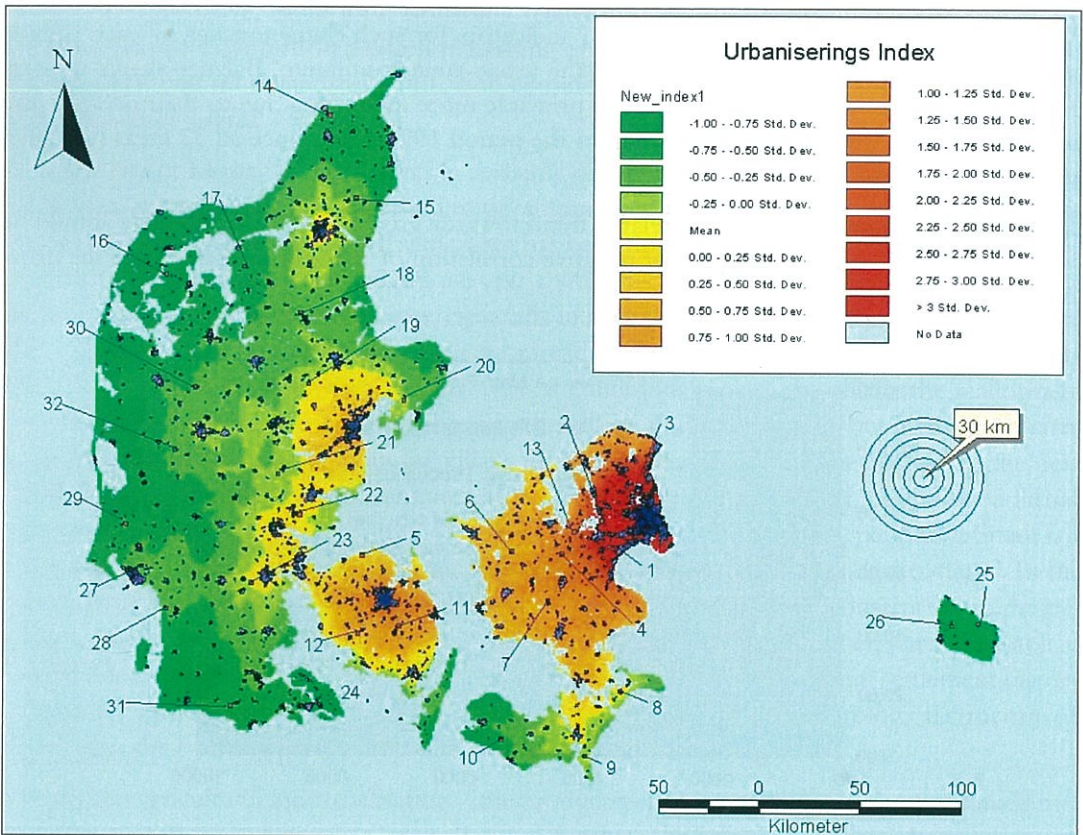 Urbaniserings Index
New_index1
-1.00 - -0.75 Std. Dev.
-0.75 - -0.50 Std. Dev.
-0.50 - -0.25 Std. Dev.
-0.25 - 0.00 Std. Dev.
Mean
0.00 - 0.25 Std. Dev.
0.25 - 0.50 Std. Dev.
0.50 - 0.75 Std. Dev.
0.75 - 1.00 Std. Dev.
1.00 - 1.25 Std. Dev.
1.25 - 1.50 Std. Dev.
1.50 - 1.75 Std. Dev.
1.75 - 2.00 Std. Dev.
2.00 - 2.25 Std. Dev.
2.25 - 2.50 Std. Dev.
2.50 - 2.75 Std. Dev.
2.75 - 3.00 Std. Dev.
> 3 Std. Dev.
No Data
N
14
15
17
16
18
30
19
20
32
21
29
22
23
5
27
28
12
11
24
31
13
2
3
6
1
4
7
8
10
9
30 km
25
26
50 0 50 100
Kilometer